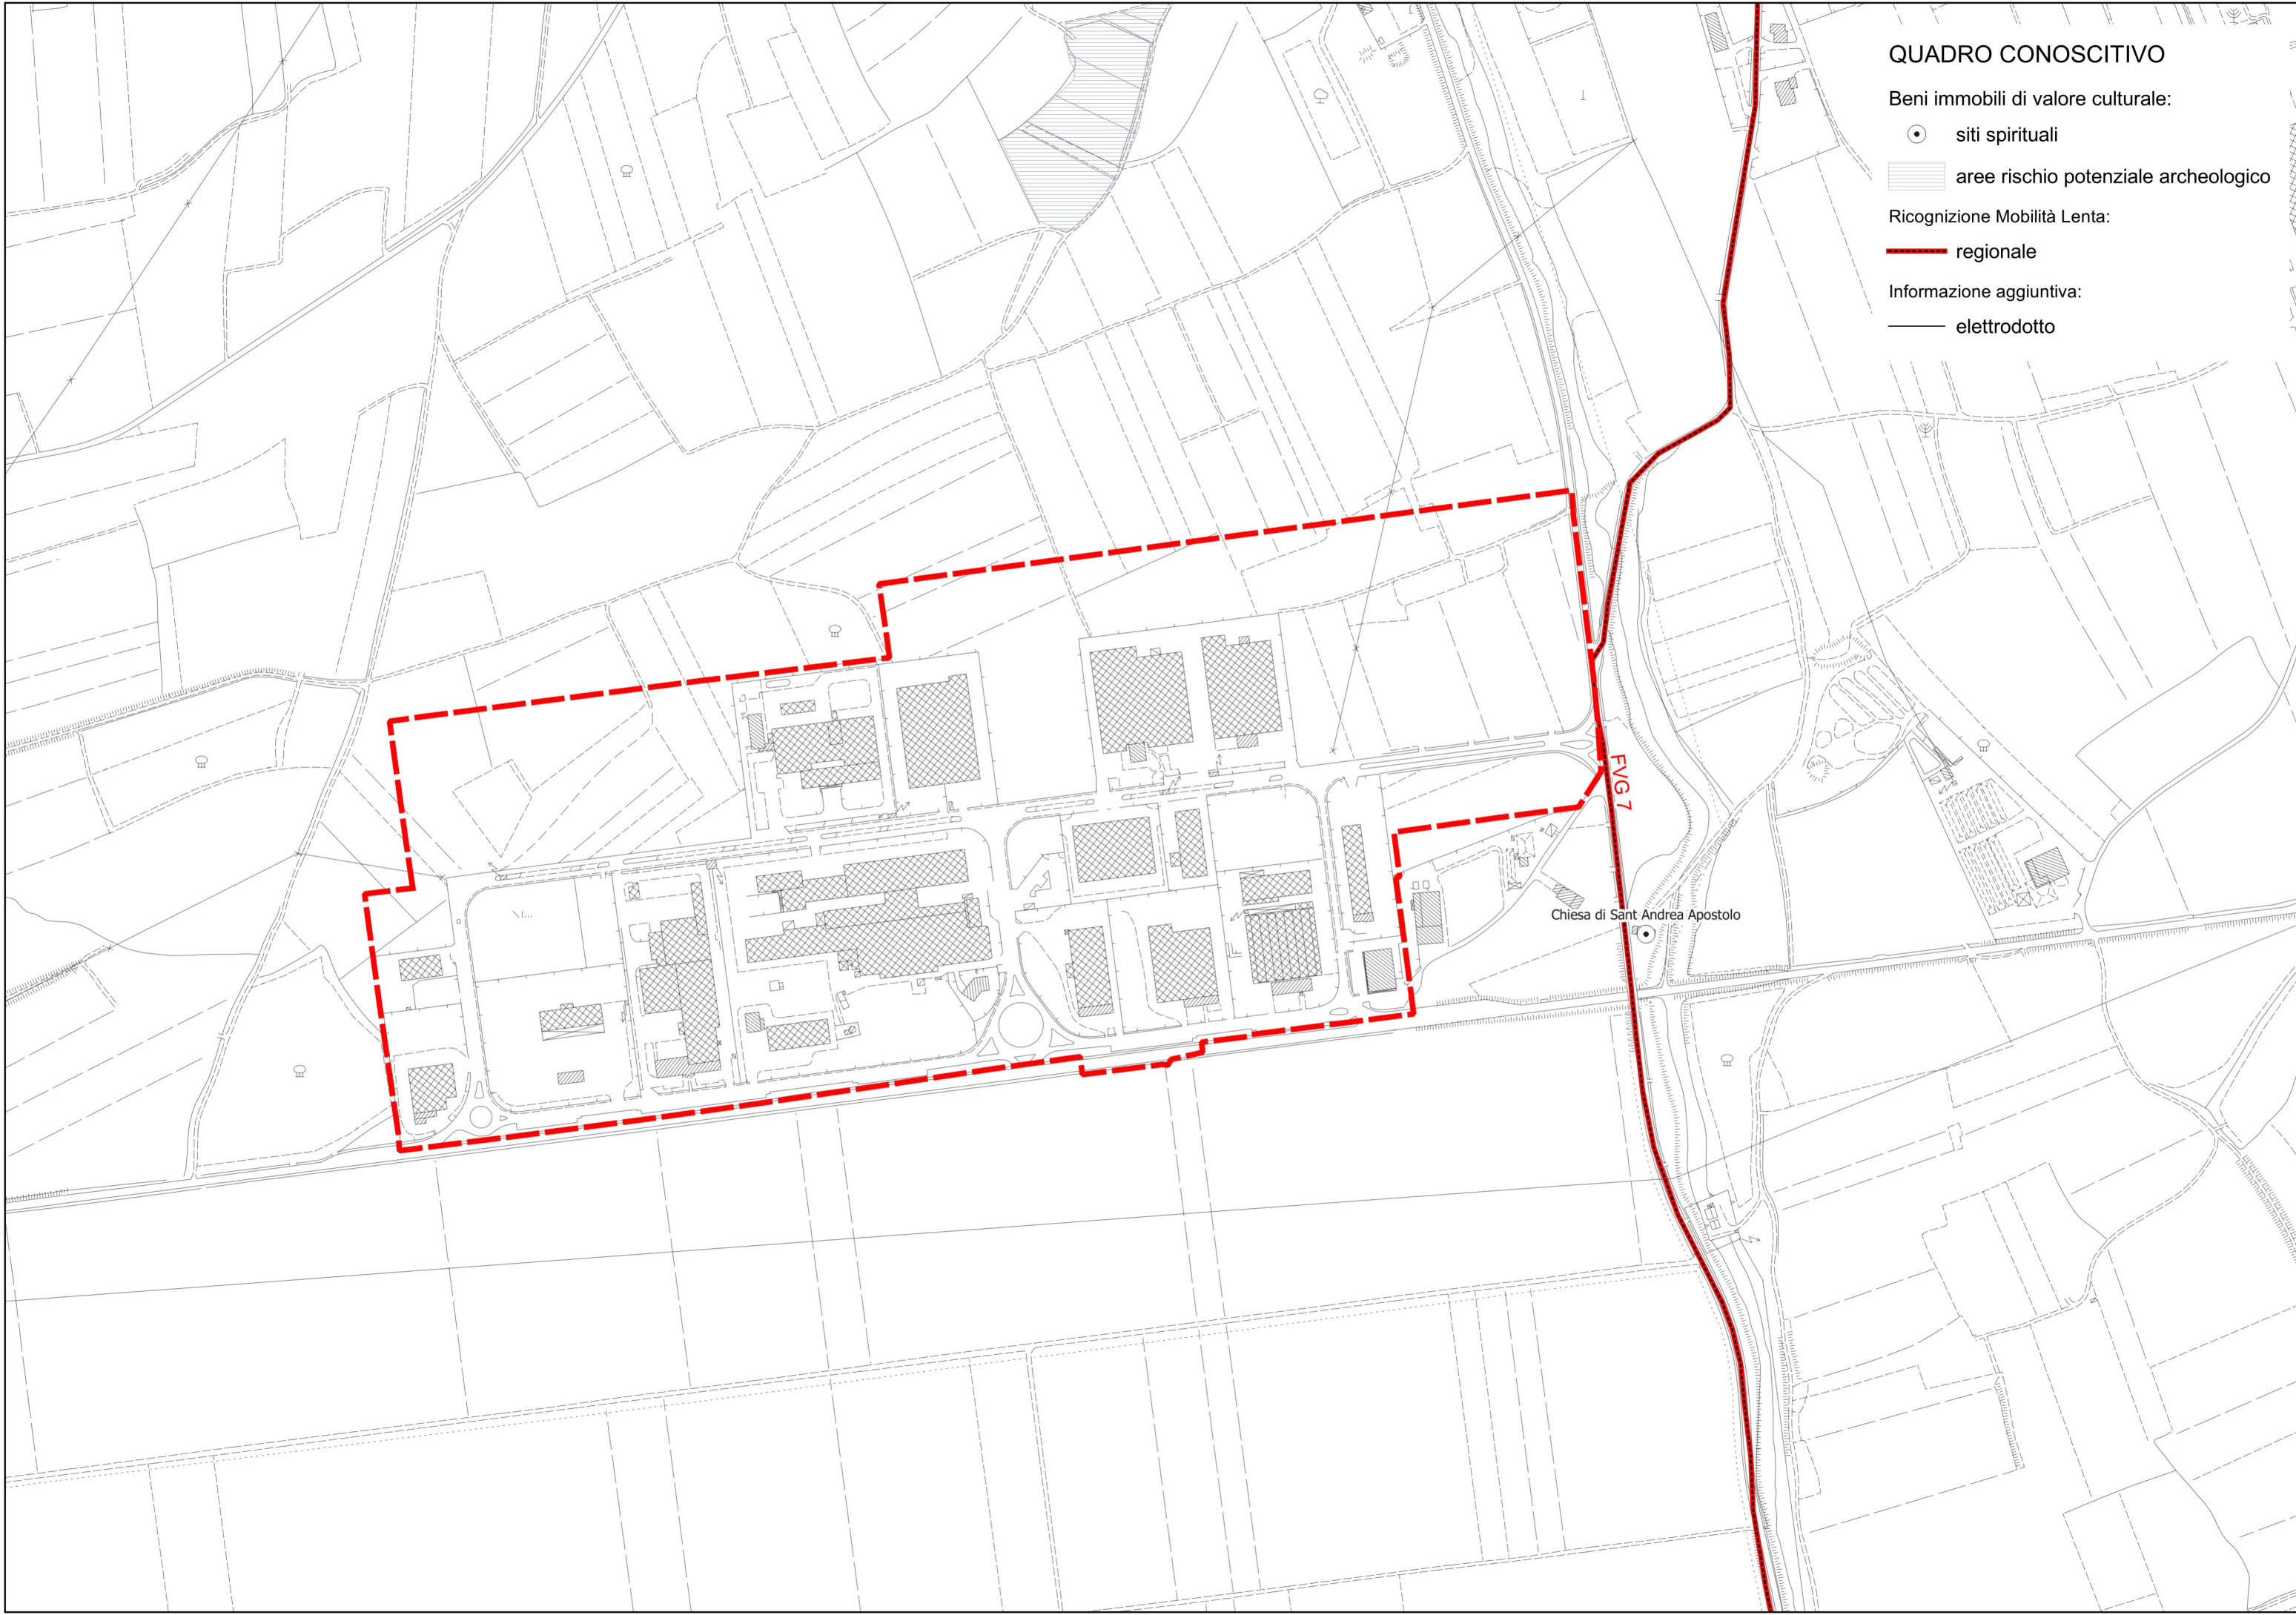 QUADRO CONOSCITIVO
Beni immobili di valore culturale:
siti spirituali
aree rischio potenziale archeologico
Ricognizione Mobilità Lenta:
regionale
Informazione aggiuntiva:
elettrodotto
FVG 7
Chiesa di Sant Andrea Apostolo